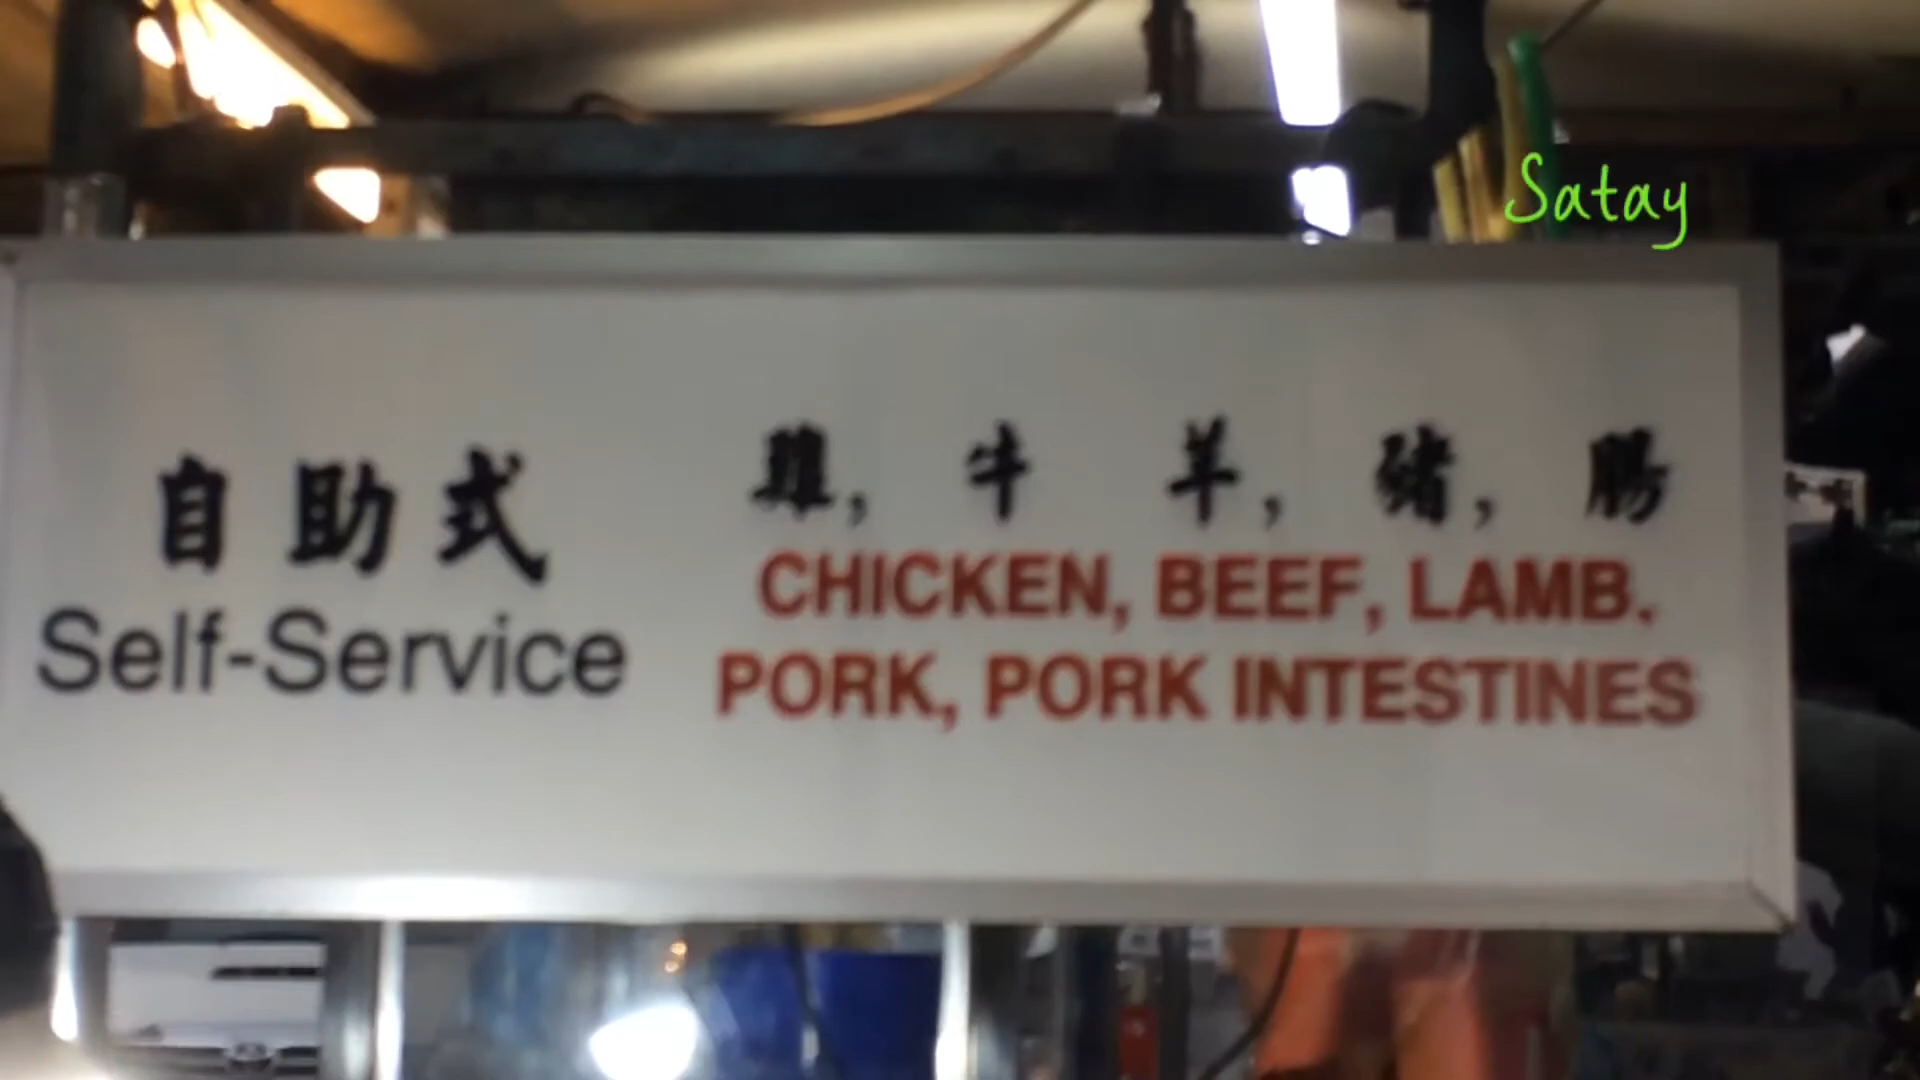 Satay
自助式
Self-Service
雞, 牛 羊, 豬, 腸
CHICKEN, BEEF, LAMB.
PORK, PORK INTESTINES